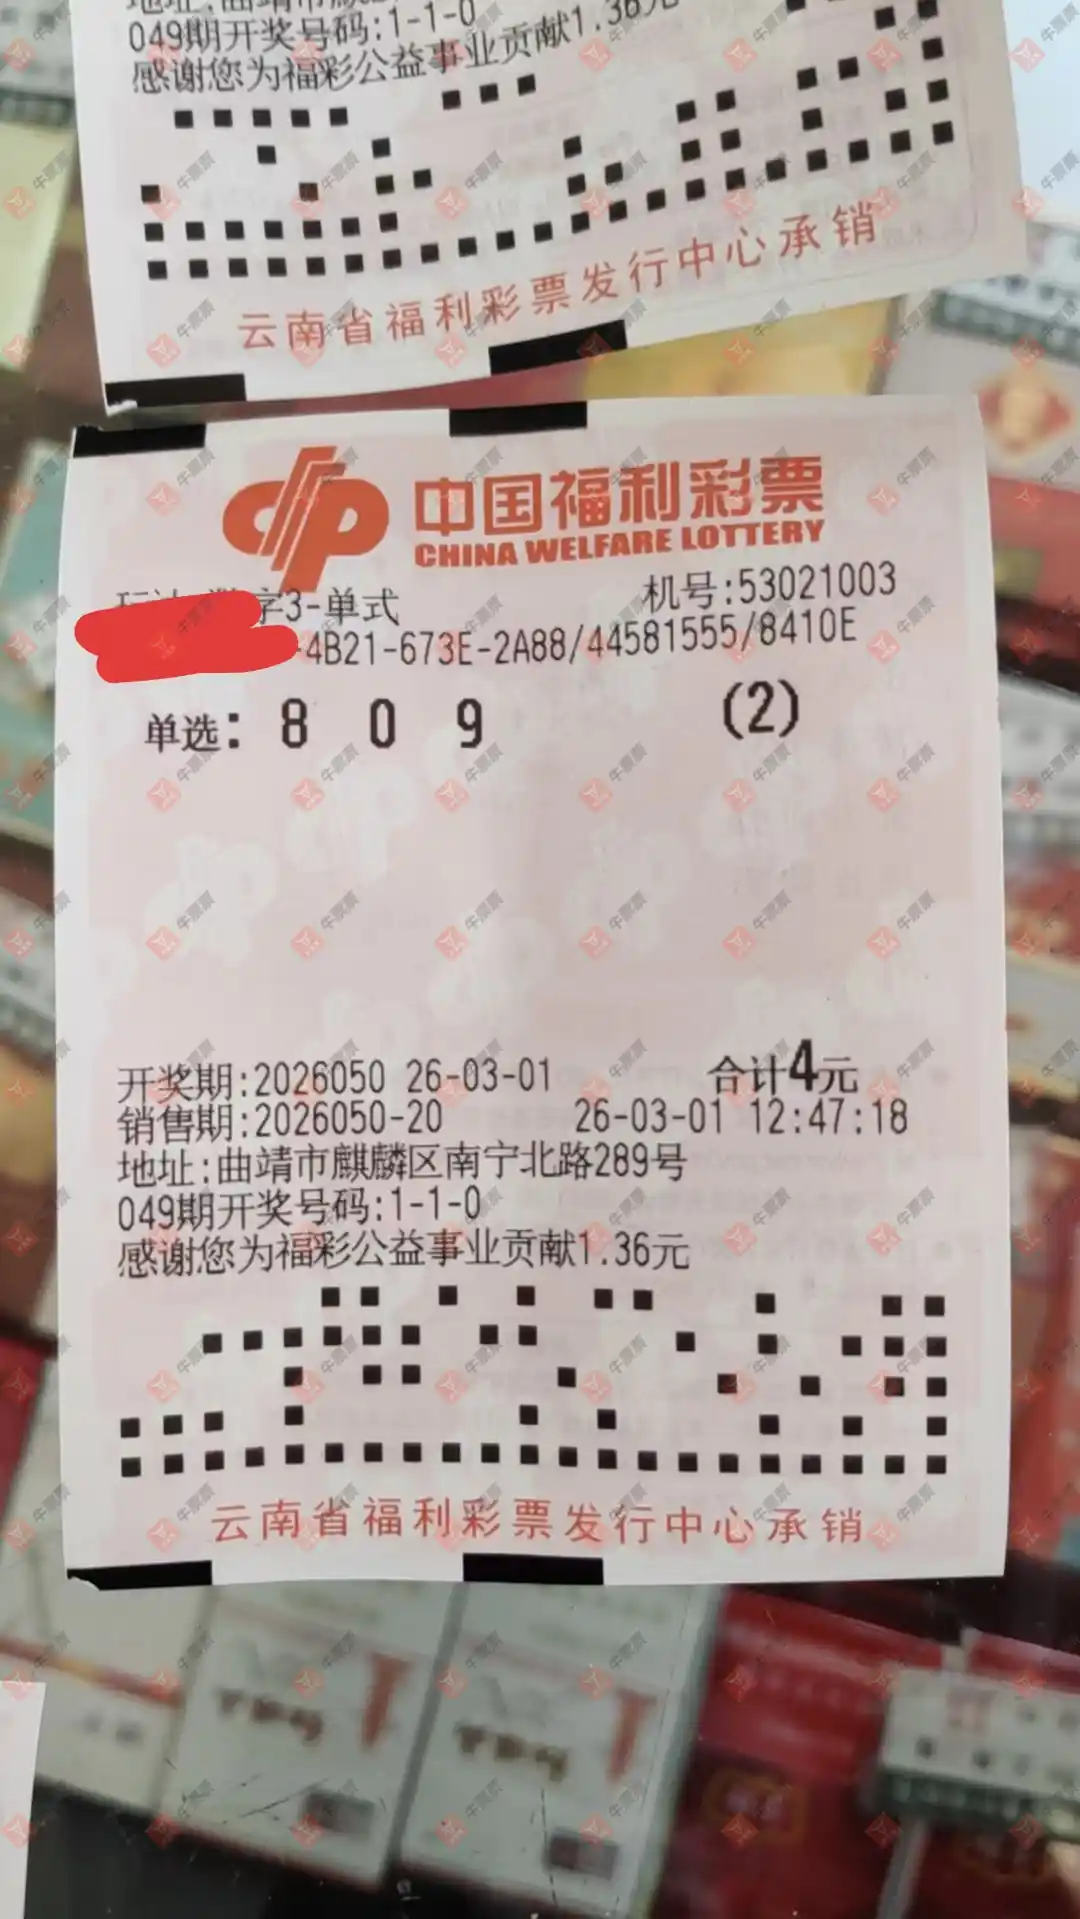 049期开奖号码:1-1-0
感谢您为福彩公益事业贡献1.36元
云南省福利彩票发行中心承销
中国福利彩票
CHINA WELFARE LOTTERY
字3-单式 机号:53021003
-4B21-673E-2A88/44581555/8410E
单选: 8 0 9 (2)
开奖期:2026050 26-03-01 合计4元
销售期:2026050-20 26-03-01 12:47:18
地址:曲靖市麒麟区南宁北路289号
049期开奖号码:1-1-0
感谢您为福彩公益事业贡献1.36元
云南省福利彩票发行中心承销
牛票票